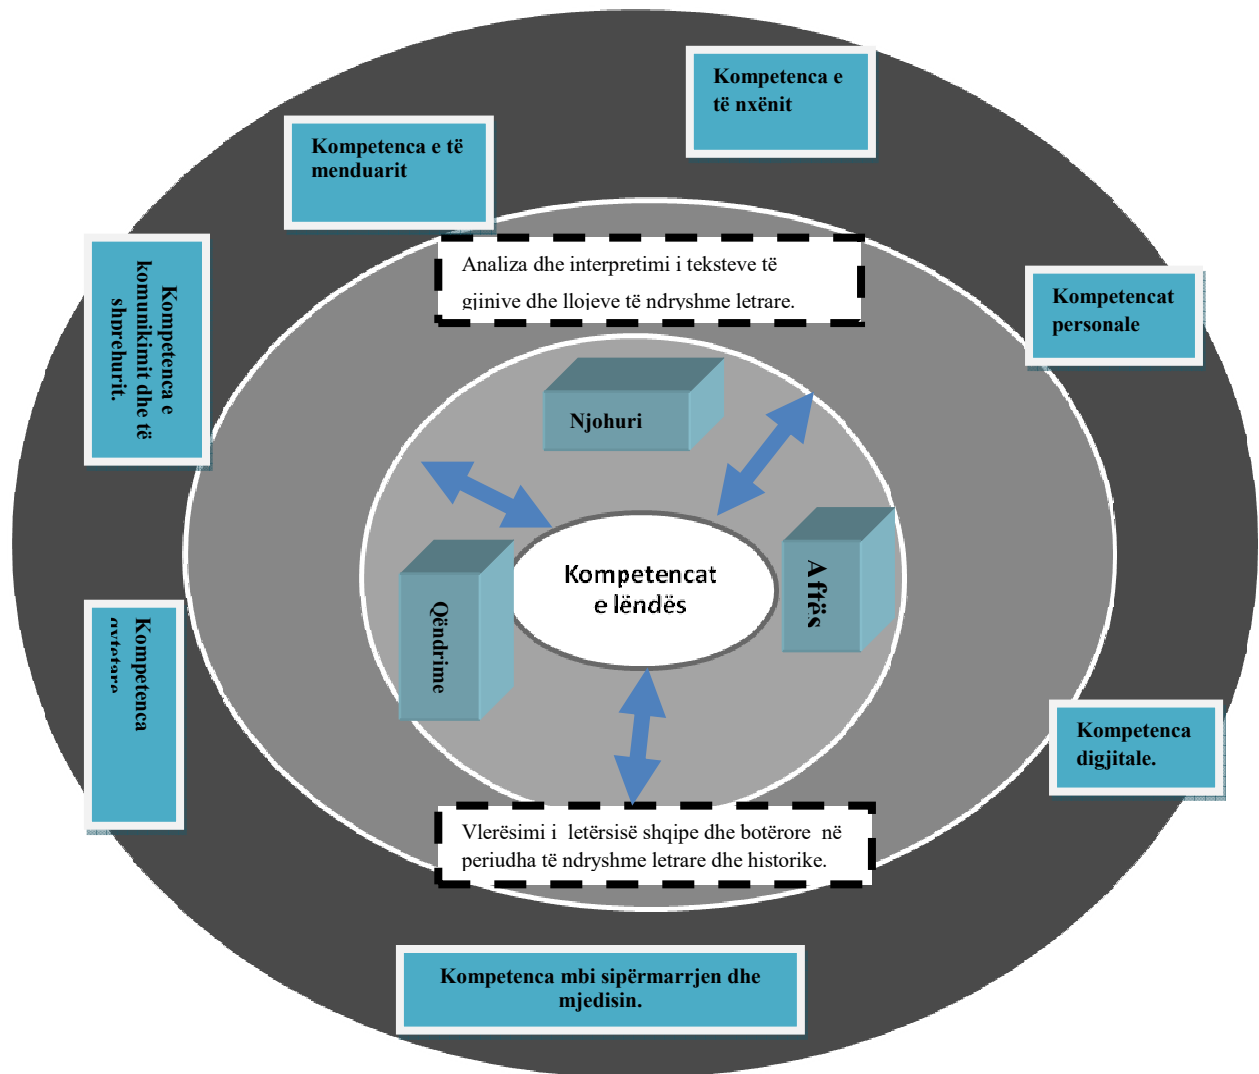 Kompetenca e
të nxënit
Kompetenca e të
menduarit
Kompetenca e
komunikimit dhe të
shprehurit.
Analiza dhe interpretimi i teksteve të
gjinive dhe llojeve të ndryshme letrare.
Kompetencat
personale
Njohuri
Kompetencat
e lëndës
Aftës
Qëndrime
Kompetenca
qytetare
Kompetenca
digjitale.
Vlerësimi i letërsisë shqipe dhe botërore në
periudha të ndryshme letrare dhe historike.
Kompetenca mbi sipërmarrjen dhe
mjedisin.